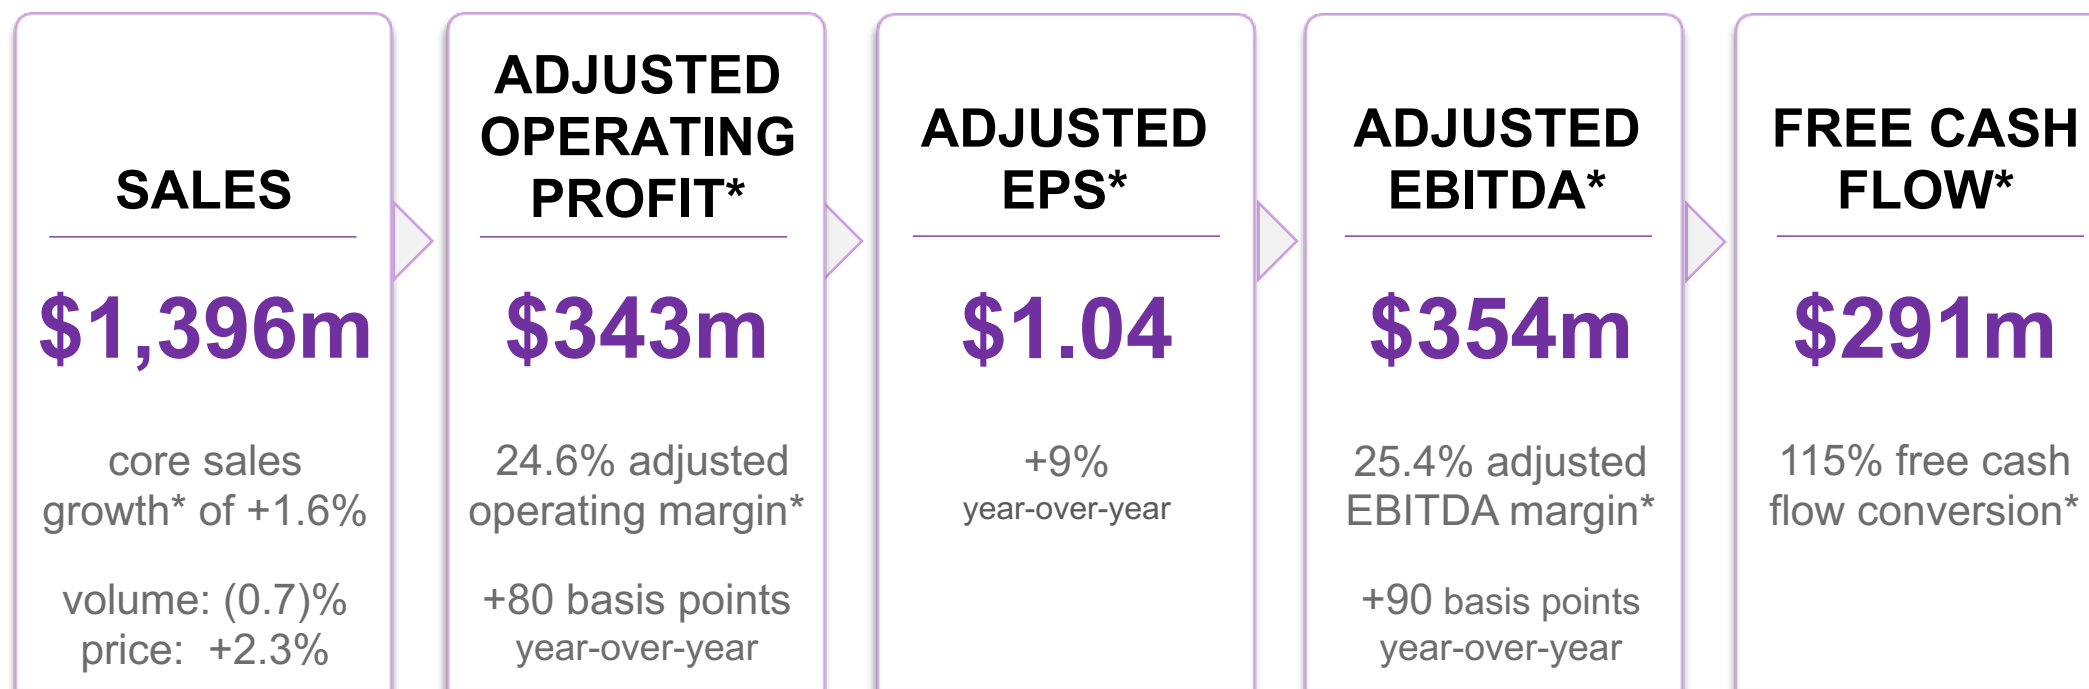 SALES
$1,396m
core sales
growth* of +1.6%
volume: (0.7)%
price:  +2.3%
ADJUSTED
OPERATING
PROFIT*
$343m
24.6% adjusted
operating margin*
+80 basis points
year-over-year
ADJUSTED
EPS*
$1.04
+9%
year-over-year
ADJUSTED
EBITDA*
$354m
25.4% adjusted
EBITDA margin*
+90 basis points
year-over-year
FREE CASH
FLOW*
$291m
115% free cash
flow conversion*